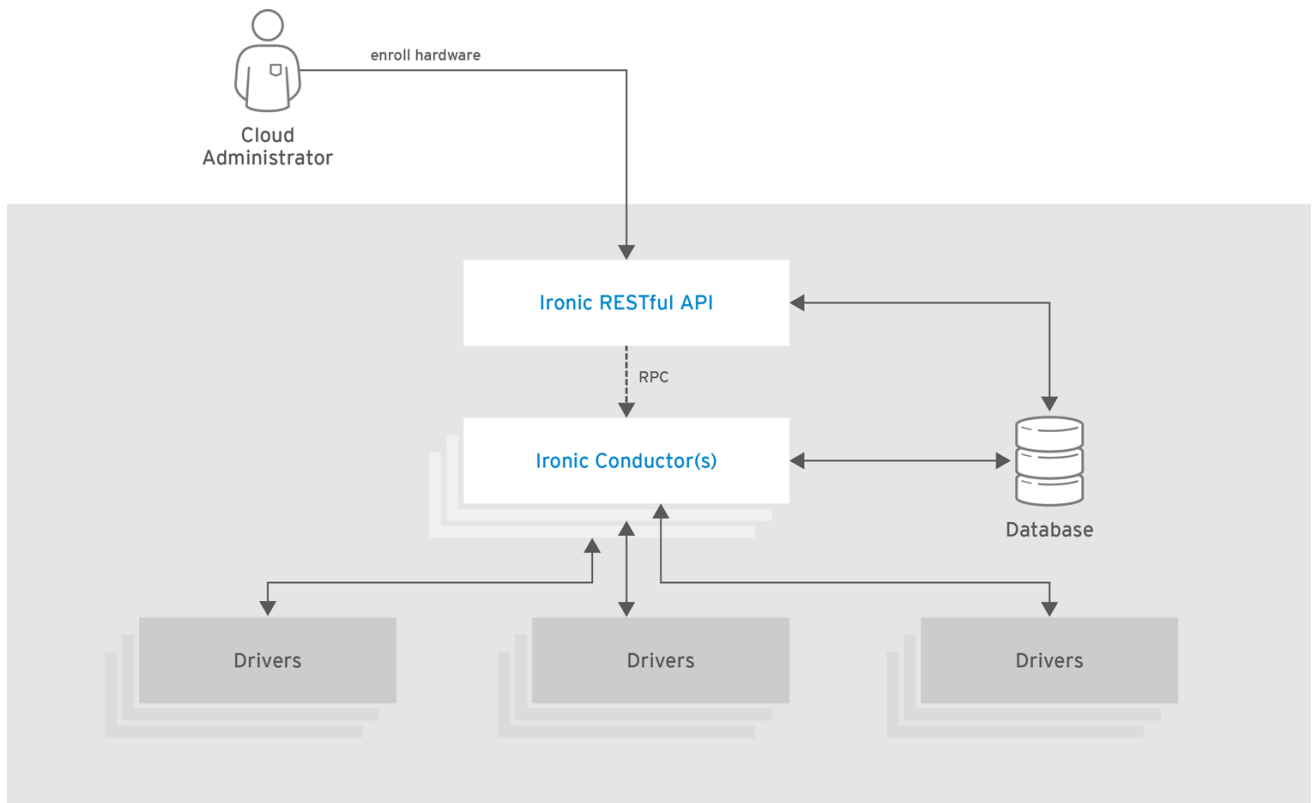 enroll hardware
Cloud
Administrator
Ironic RESTful API
RPC
Ironic Conductor(s)
Database
Drivers
Drivers
Drivers